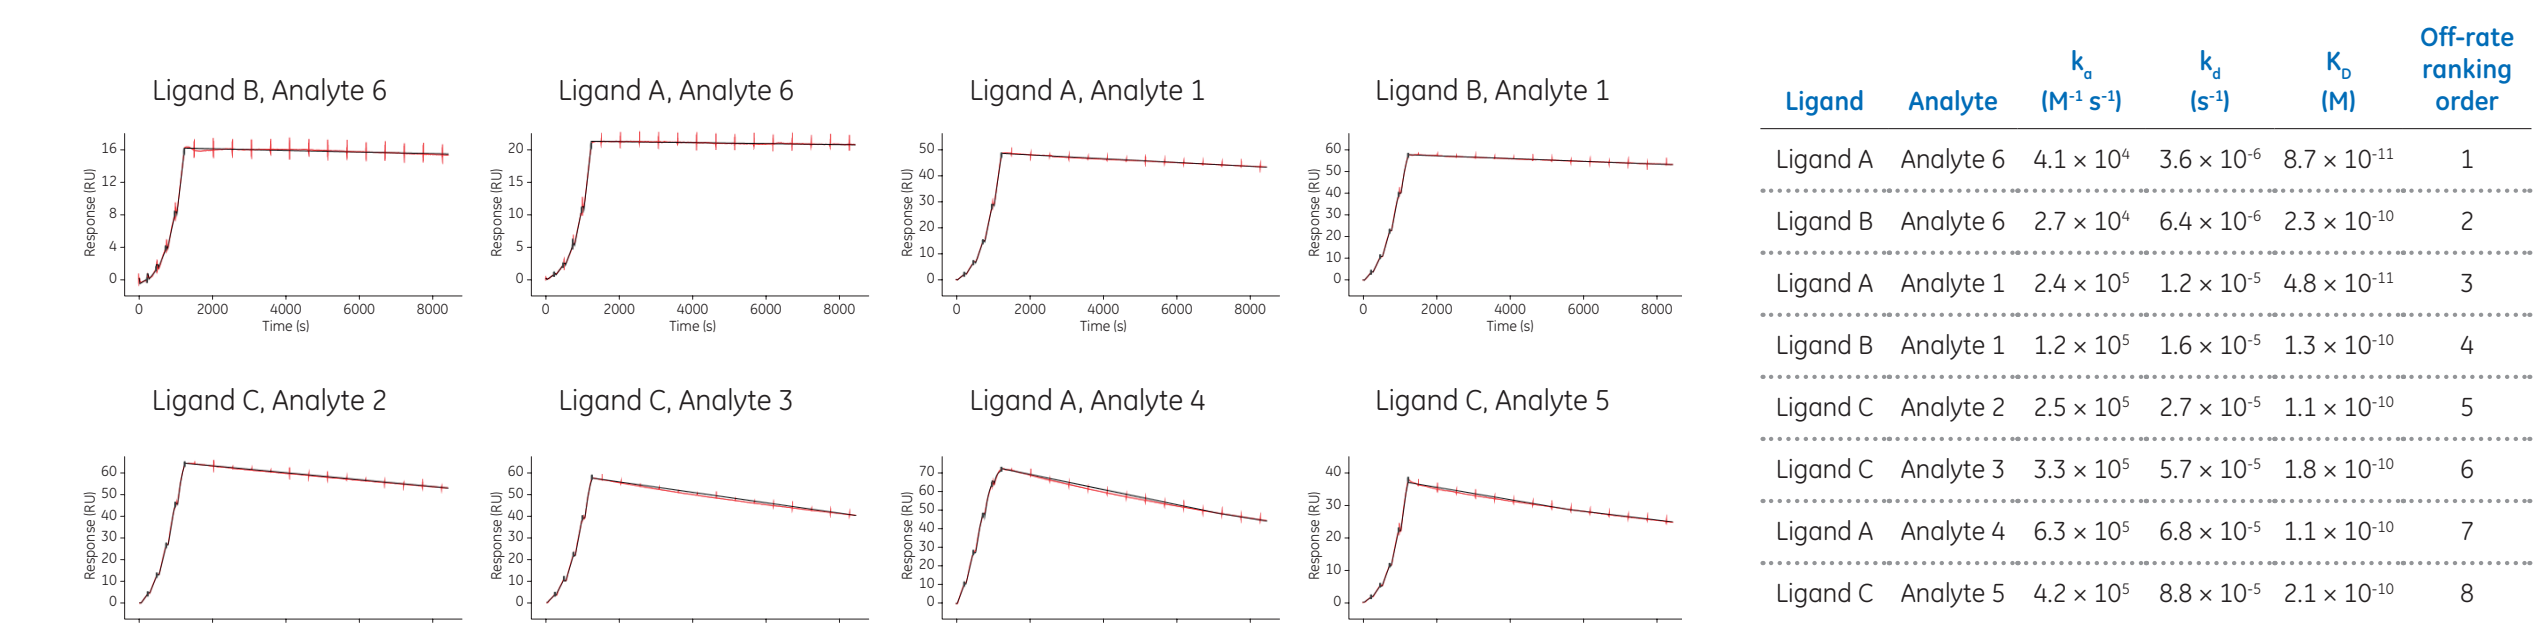 Ligand B, Analyte 6
Response (RU)
16
12
8
4
0
0 2000 4000 6000 8000
Time (s)
Ligand A, Analyte 6
Response (RU)
20
15
10
5
0
0 2000 4000 6000 8000
Time (s)
Ligand A, Analyte 1
Response (RU)
50
40
30
20
10
0
0 2000 4000 6000 8000
Time (s)
Ligand B, Analyte 1
Response (RU)
60
50
40
30
20
10
0
0 2000 4000 6000 8000
Time (s)
Ligand C, Analyte 2
Response (RU)
60
50
40
30
20
10
0
Ligand C, Analyte 3
Response (RU)
60
50
40
30
20
10
0
Ligand A, Analyte 4
Response (RU)
70
60
50
40
30
20
10
0
Ligand C, Analyte 5
Response (RU)
40
30
20
10
0
Ligand Analyte kₐ (M⁻¹ s⁻¹) k_d (s⁻¹) K_D (M) Off-rate ranking order
Ligand A Analyte 6 4.1 × 10⁴ 3.6 × 10⁻⁶ 8.7 × 10⁻¹¹ 1
Ligand B Analyte 6 2.7 × 10⁴ 6.4 × 10⁻⁶ 2.3 × 10⁻¹⁰ 2
Ligand A Analyte 1 2.4 × 10⁵ 1.2 × 10⁻⁵ 4.8 × 10⁻¹¹ 3
Ligand B Analyte 1 1.2 × 10⁵ 1.6 × 10⁻⁵ 1.3 × 10⁻¹⁰ 4
Ligand C Analyte 2 2.5 × 10⁵ 2.7 × 10⁻⁵ 1.1 × 10⁻¹⁰ 5
Ligand C Analyte 3 3.3 × 10⁵ 5.7 × 10⁻⁵ 1.8 × 10⁻¹⁰ 6
Ligand A Analyte 4 6.3 × 10⁵ 6.8 × 10⁻⁵ 1.1 × 10⁻¹⁰ 7
Ligand C Analyte 5 4.2 × 10⁵ 8.8 × 10⁻⁵ 2.1 × 10⁻¹⁰ 8